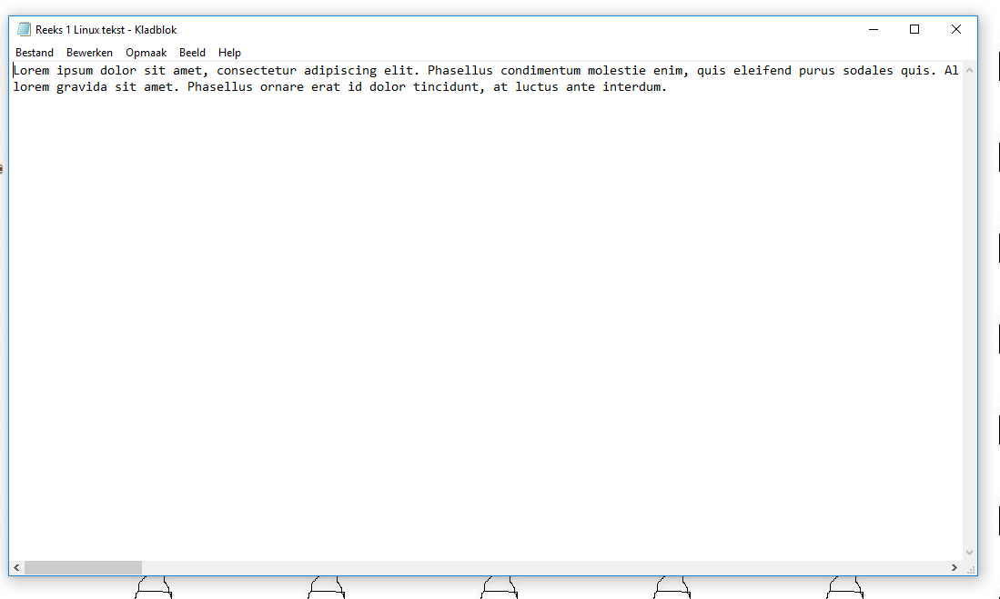 Reeks 1 Linux tekst - Kladblok
Bestand Bewerken Opmaak Beeld Help
Lorem ipsum dolor sit amet, consectetur adipiscing elit. Phasellus condimentum molestie enim, quis eleifend purus sodales quis. Al
lorem gravida sit amet. Phasellus ornare erat id dolor tincidunt, at luctus ante interdum.